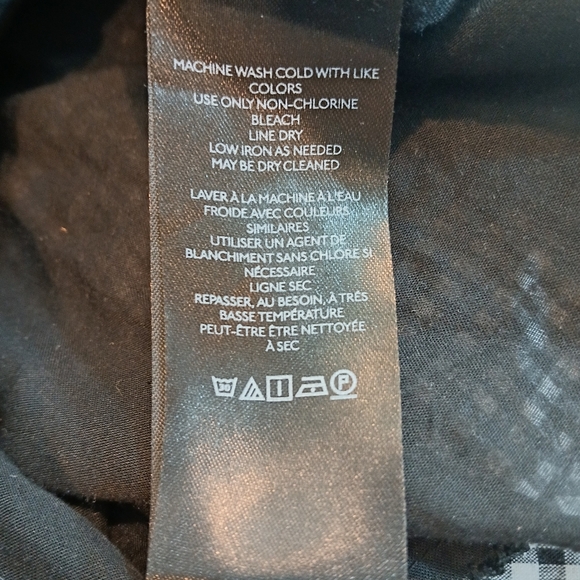 MACHINE WASH COLD WITH LIKE
COLORS
USE ONLY NON-CHLORINE
BLEACH
LINE DRY
LOW IRON AS NEEDED
MAY BE DRY CLEANED
LAVER À LA MACHINE À L'EAU
FROIDE AVEC COULEURS
SIMILAIRES
UTILISER UN AGENT DE
BLANCHIMENT SANS CHLORE SI
NÉCESSAIRE
LIGNE SEC
REPASSER, AU BESOIN, À TRÈS
BASSE TEMPÉRATURE
PEUT-ÊTRE ÊTRE NETTOYÉE
À SEC
30 P